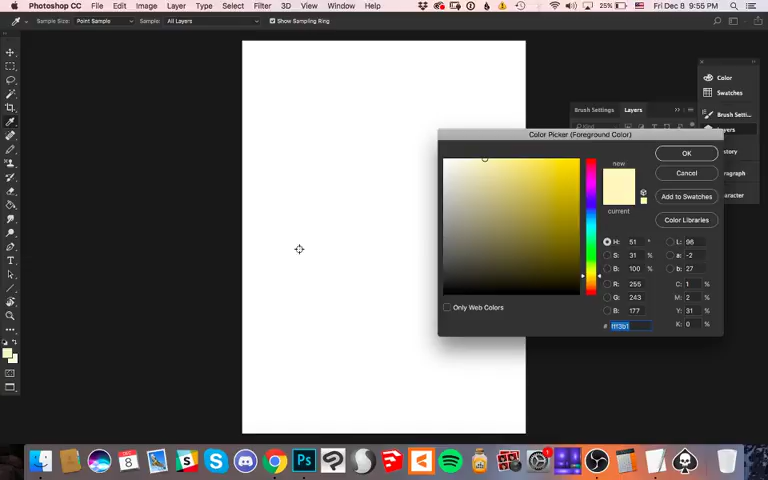 Photoshop CC File Edit Image Layer Type Select Filter 3D View Window Help 25% Fri Dec 8 9:55 PM
Sample Size: Point Sample Sample: All Layers Show Sampling Ring
Color
Swatches
Brush Settings Layers
Brush Setti...
Kind
Color Picker (Foreground Color)
new
OK
Cancel
Add to Swatches
current
Color Libraries
H: 51 ° L: 96
S: 31 % a: -2
B: 100 % b: 27
R: 255 C: 1 %
G: 243 M: 2 %
B: 177 Y: 31 %
# fff3b1 K: 0 %
Only Web Colors
FRI
8